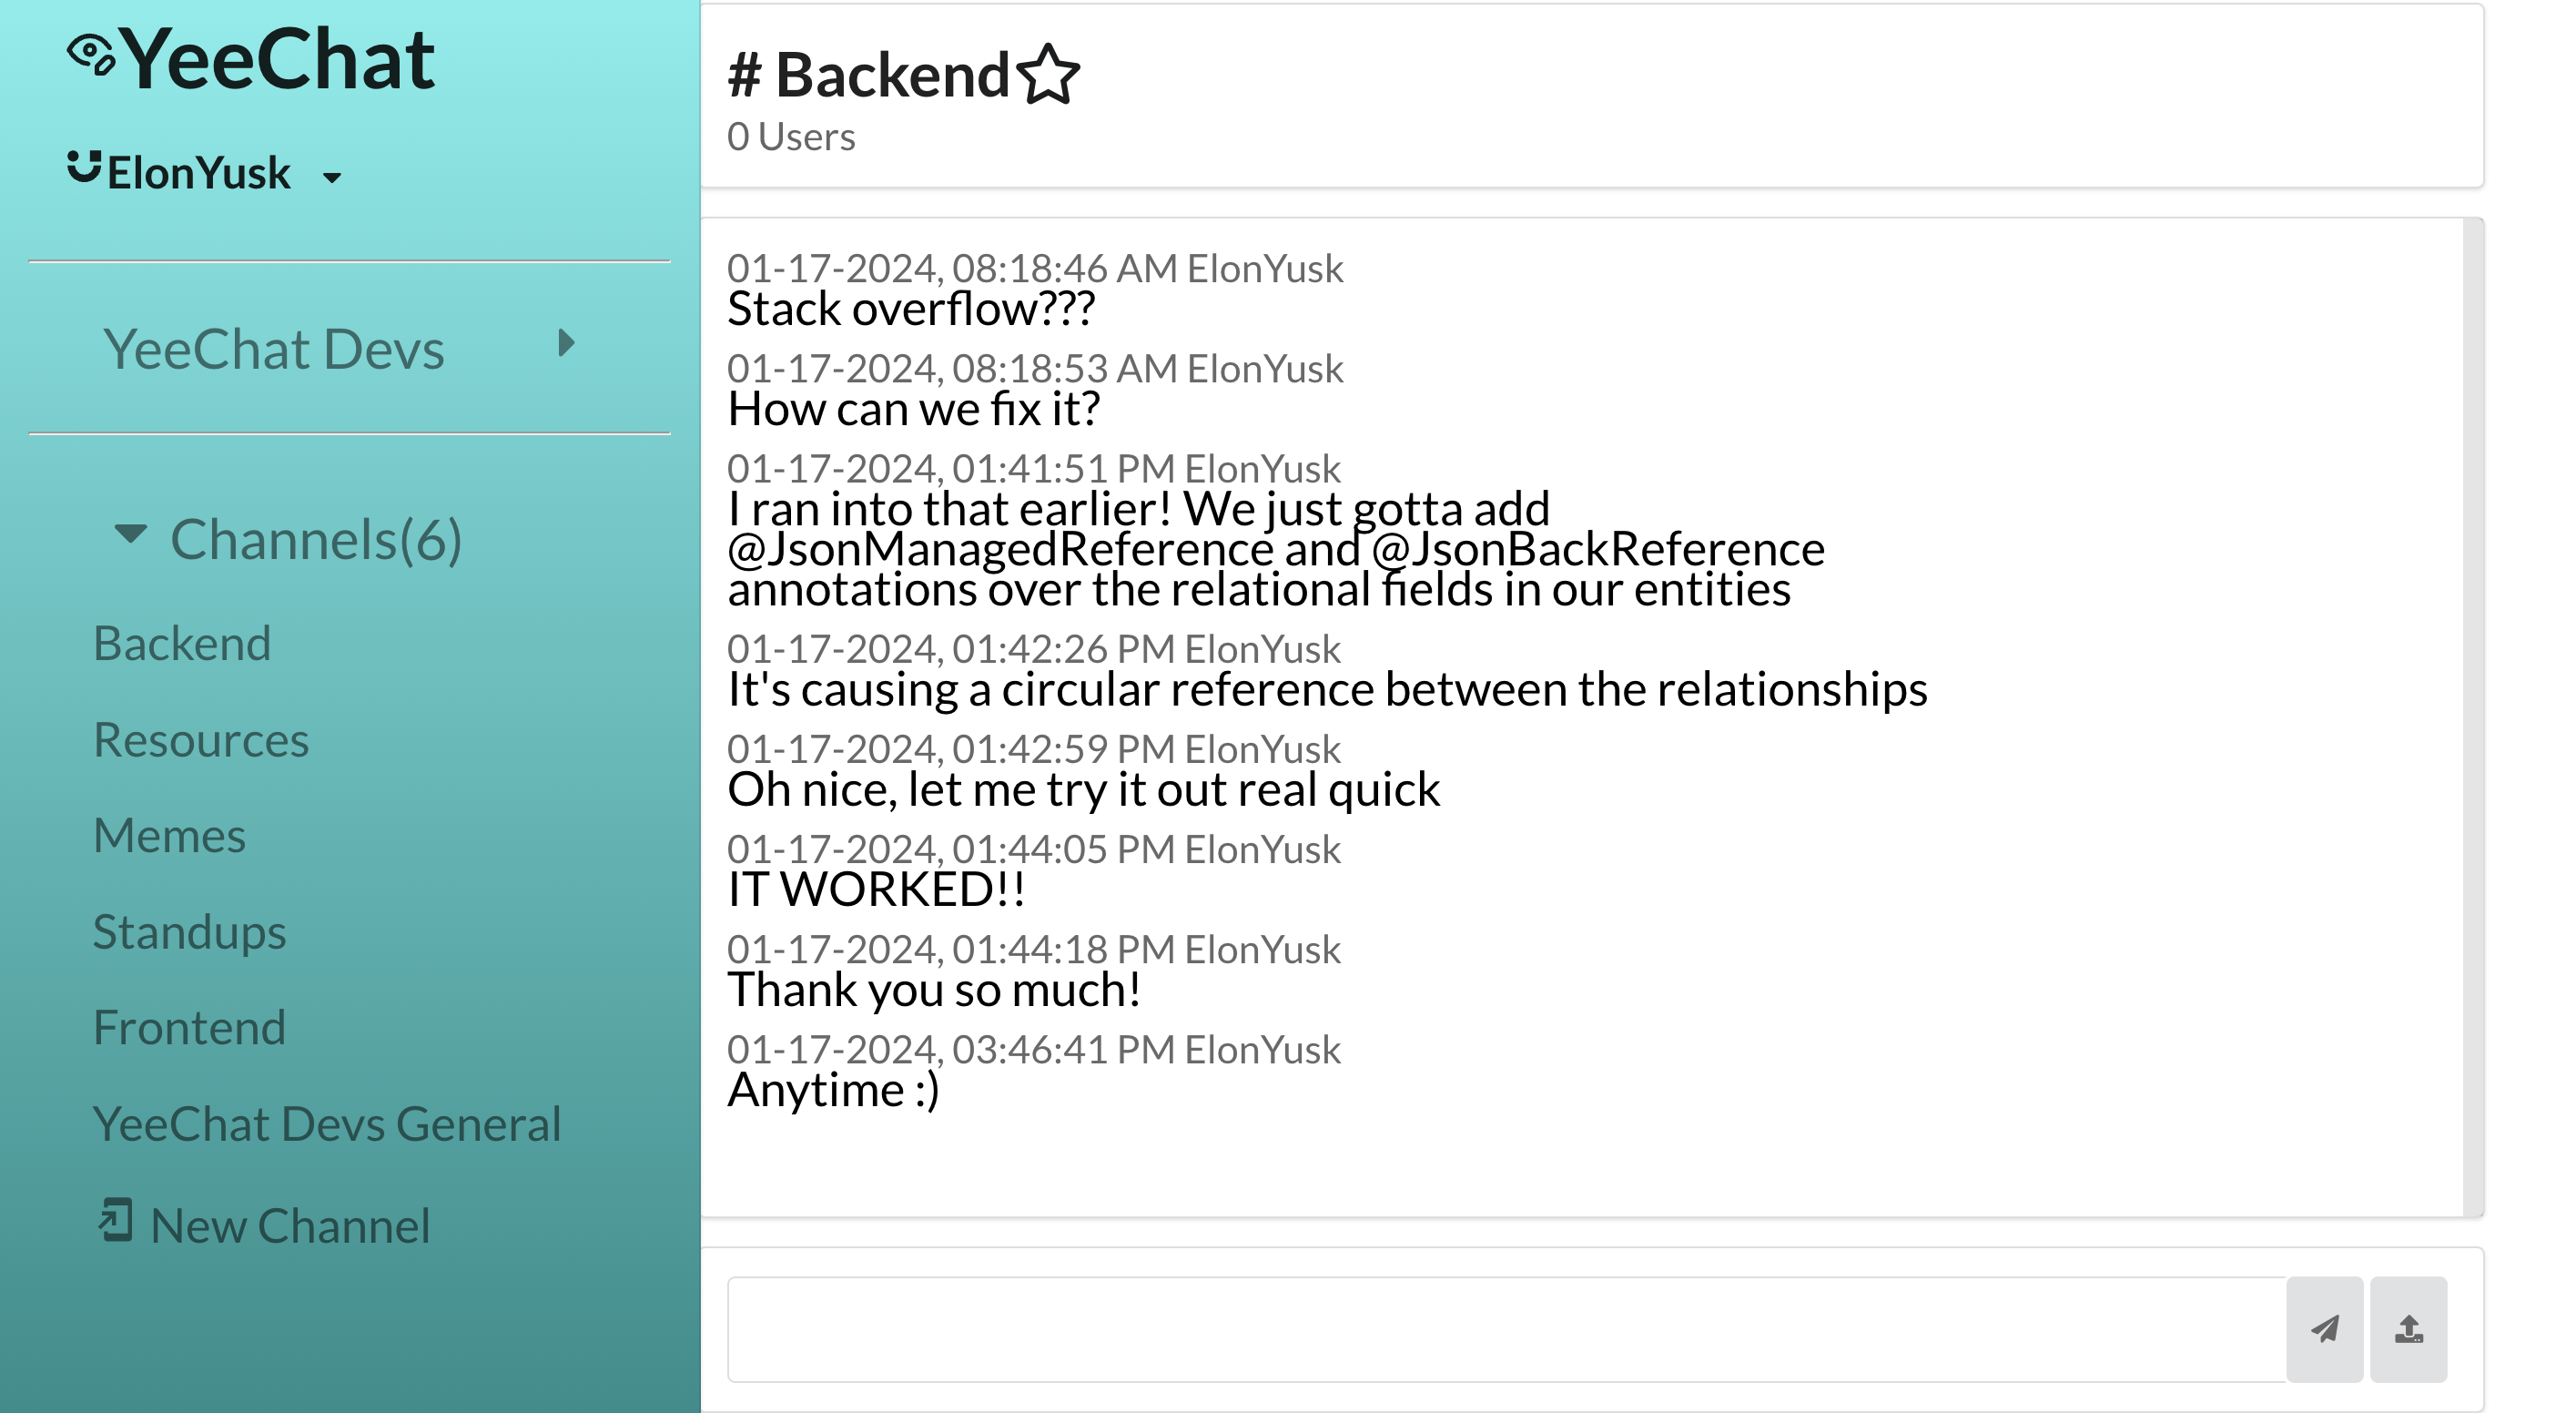 YeeChat
ElonYusk
YeeChat Devs
Channels(6)
Backend
Resources
Memes
Standups
Frontend
YeeChat Devs General
New Channel
# Backend
0 Users
01-17-2024, 08:18:46 AM ElonYusk
Stack overflow???
01-17-2024, 08:18:53 AM ElonYusk
How can we fix it?
01-17-2024, 01:41:51 PM ElonYusk
I ran into that earlier! We just gotta add
@JsonManagedReference and @JsonBackReference
annotations over the relational fields in our entities
01-17-2024, 01:42:26 PM ElonYusk
It's causing a circular reference between the relationships
01-17-2024, 01:42:59 PM ElonYusk
Oh nice, let me try it out real quick
01-17-2024, 01:44:05 PM ElonYusk
IT WORKED!!
01-17-2024, 01:44:18 PM ElonYusk
Thank you so much!
01-17-2024, 03:46:41 PM ElonYusk
Anytime :)